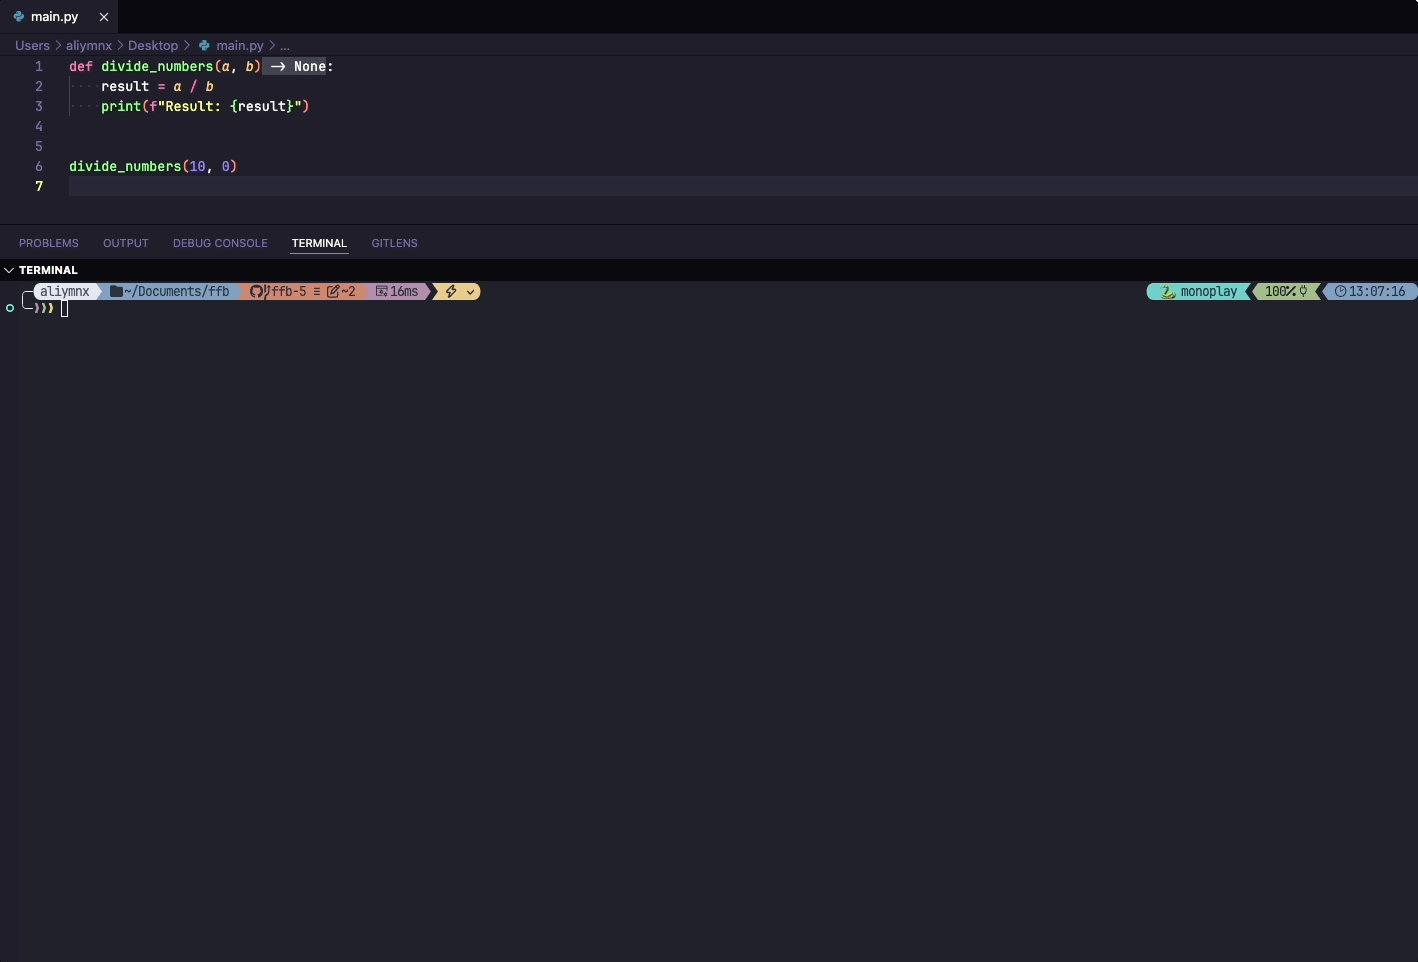 main.py
Users > aliymnx > Desktop > main.py > ...
1 def divide_numbers(a, b) -> None:
2     result = a / b
3     print(f"Result: {result}")
4
5
6 divide_numbers(10, 0)
7
PROBLEMS OUTPUT DEBUG CONSOLE TERMINAL GITLENS
TERMINAL
aliymnx ~/Documents/ffb ffb-5 ≡ ~2 16ms monoplay 100% 13:07:16
❯❯❯